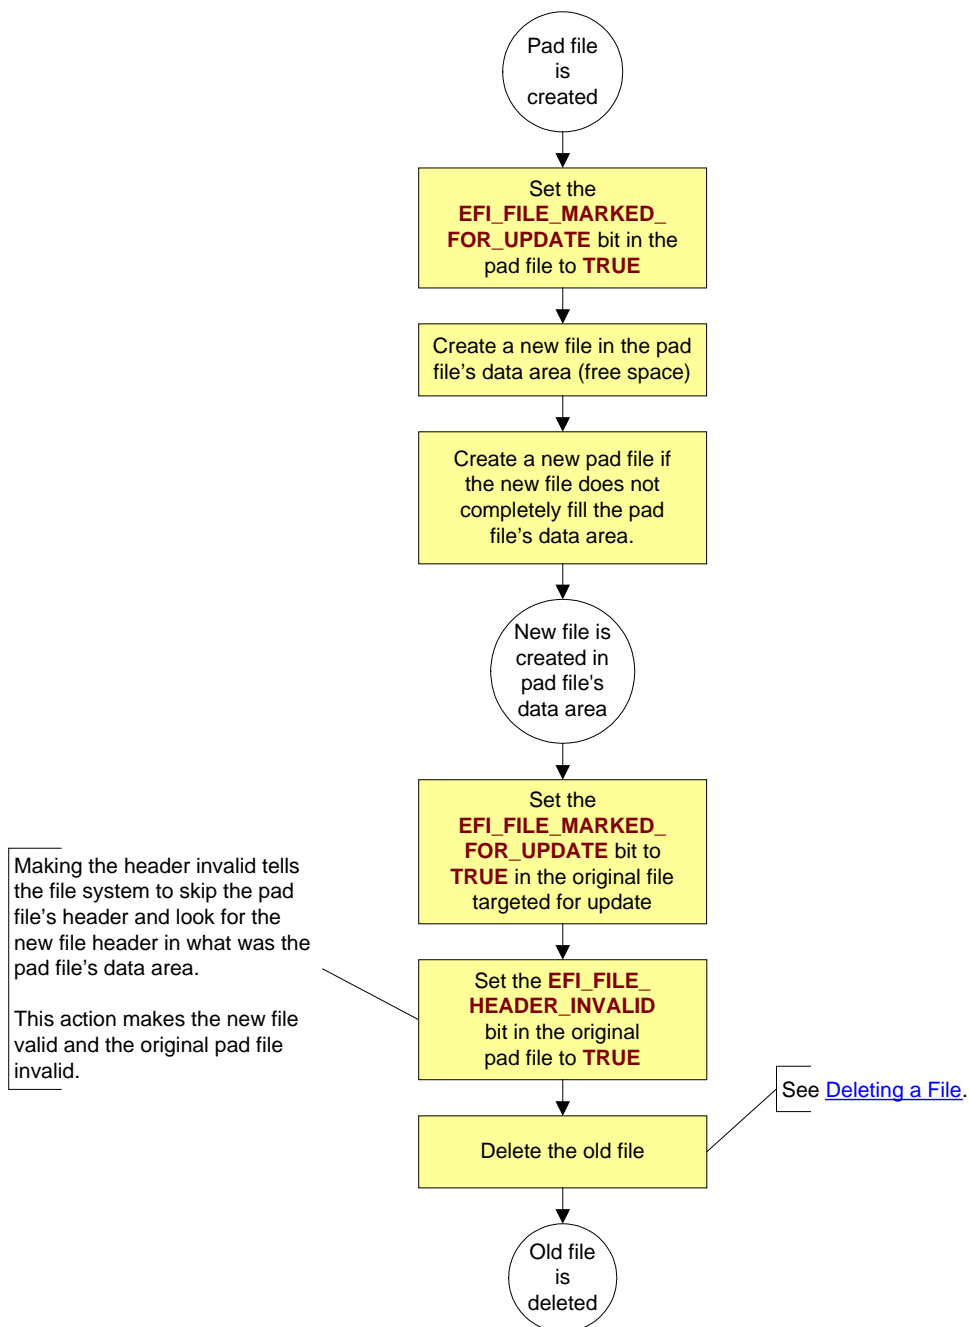 Pad file
is
created
Set the
EFI_FILE_MARKED_
FOR_UPDATE bit in the
pad file to TRUE
Create a new file in the pad
file's data area (free space)
Create a new pad file if
the new file does not
completely fill the pad
file's data area.
New file is
created in
pad file's
data area
Set the
EFI_FILE_MARKED_
FOR_UPDATE bit to
TRUE in the original file
targeted for update
Making the header invalid tells
the file system to skip the pad
file's header and look for the
new file header in what was the
pad file's data area.
This action makes the new file
valid and the original pad file
invalid.
Set the EFI_FILE_
HEADER_INVALID
bit in the original
pad file to TRUE
See Deleting a File.
Delete the old file
Old file
is
deleted